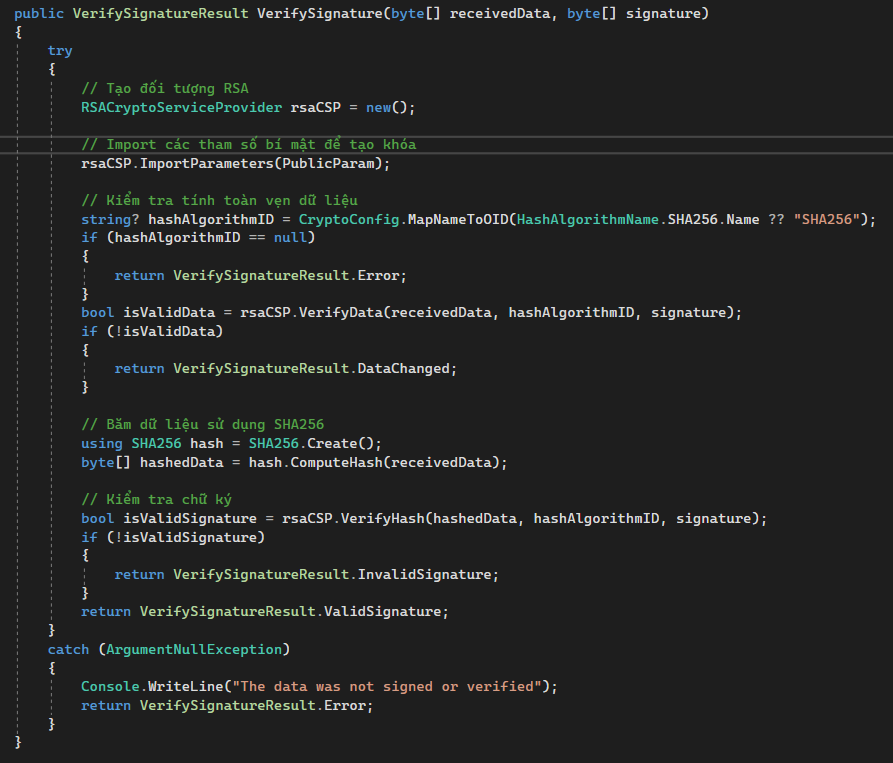 public VerifySignatureResult VerifySignature(byte[] receivedData, byte[] signature)
{
try
{
// Tạo đối tượng RSA
RSACryptoServiceProvider rsaCSP = new();
// Import các tham số bí mật để tạo khóa
rsaCSP.ImportParameters(PublicParam);
// Kiểm tra tính toàn vẹn dữ liệu
string? hashAlgorithmID = CryptoConfig.MapNameToOID(HashAlgorithmName.SHA256.Name ?? "SHA256");
if (hashAlgorithmID == null)
{
return VerifySignatureResult.Error;
}
bool isValidData = rsaCSP.VerifyData(receivedData, hashAlgorithmID, signature);
if (!isValidData)
{
return VerifySignatureResult.DataChanged;
}
// Băm dữ liệu sử dụng SHA256
using SHA256 hash = SHA256.Create();
byte[] hashedData = hash.ComputeHash(receivedData);
// Kiểm tra chữ ký
bool isValidSignature = rsaCSP.VerifyHash(hashedData, hashAlgorithmID, signature);
if (!isValidSignature)
{
return VerifySignatureResult.InvalidSignature;
}
return VerifySignatureResult.ValidSignature;
}
catch (ArgumentNullException)
{
Console.WriteLine("The data was not signed or verified");
return VerifySignatureResult.Error;
}
}